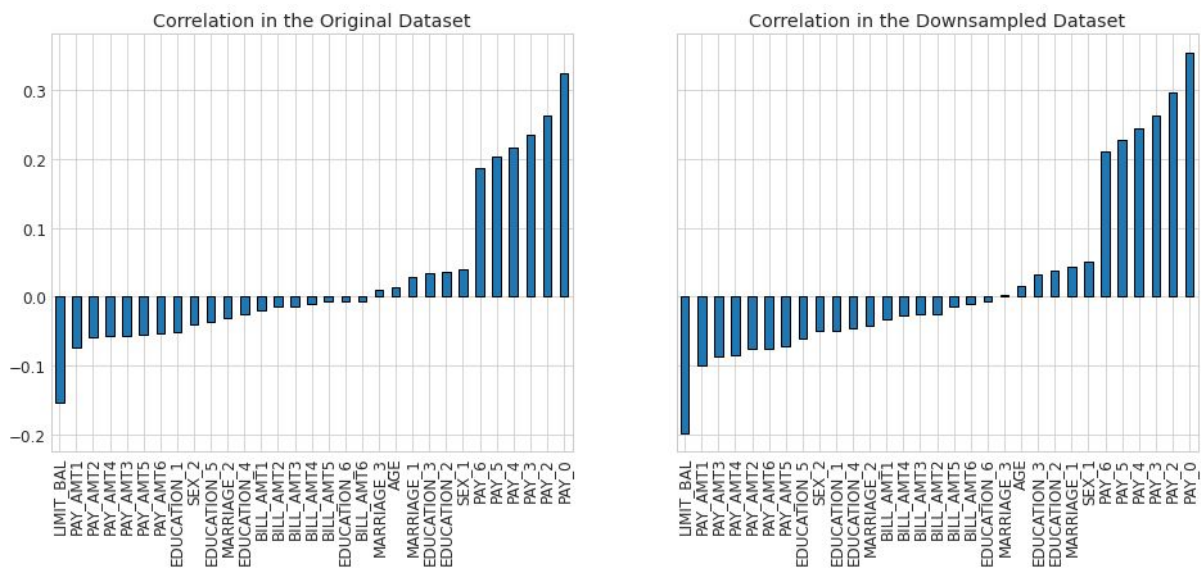 Correlation in the Original Dataset
0.3
0.2
0.1
0.0
−0.1
−0.2
LIMIT_BAL
PAY_AMT1
PAY_AMT2
PAY_AMT4
PAY_AMT3
PAY_AMT5
PAY_AMT6
EDUCATION_1
SEX_2
EDUCATION_5
MARRIAGE_2
EDUCATION_4
BILL_AMT1
BILL_AMT2
BILL_AMT3
BILL_AMT4
BILL_AMT5
EDUCATION_6
BILL_AMT6
MARRIAGE_3
AGE
MARRIAGE_1
EDUCATION_3
EDUCATION_2
SEX_1
PAY_6
PAY_5
PAY_4
PAY_3
PAY_2
PAY_0
Correlation in the Downsampled Dataset
LIMIT_BAL
PAY_AMT1
PAY_AMT3
PAY_AMT4
PAY_AMT2
PAY_AMT6
PAY_AMT5
EDUCATION_5
SEX_2
EDUCATION_1
EDUCATION_4
MARRIAGE_2
BILL_AMT1
BILL_AMT4
BILL_AMT3
BILL_AMT2
BILL_AMT5
BILL_AMT6
EDUCATION_6
MARRIAGE_3
AGE
EDUCATION_3
EDUCATION_2
MARRIAGE_1
SEX_1
PAY_6
PAY_5
PAY_4
PAY_3
PAY_2
PAY_0